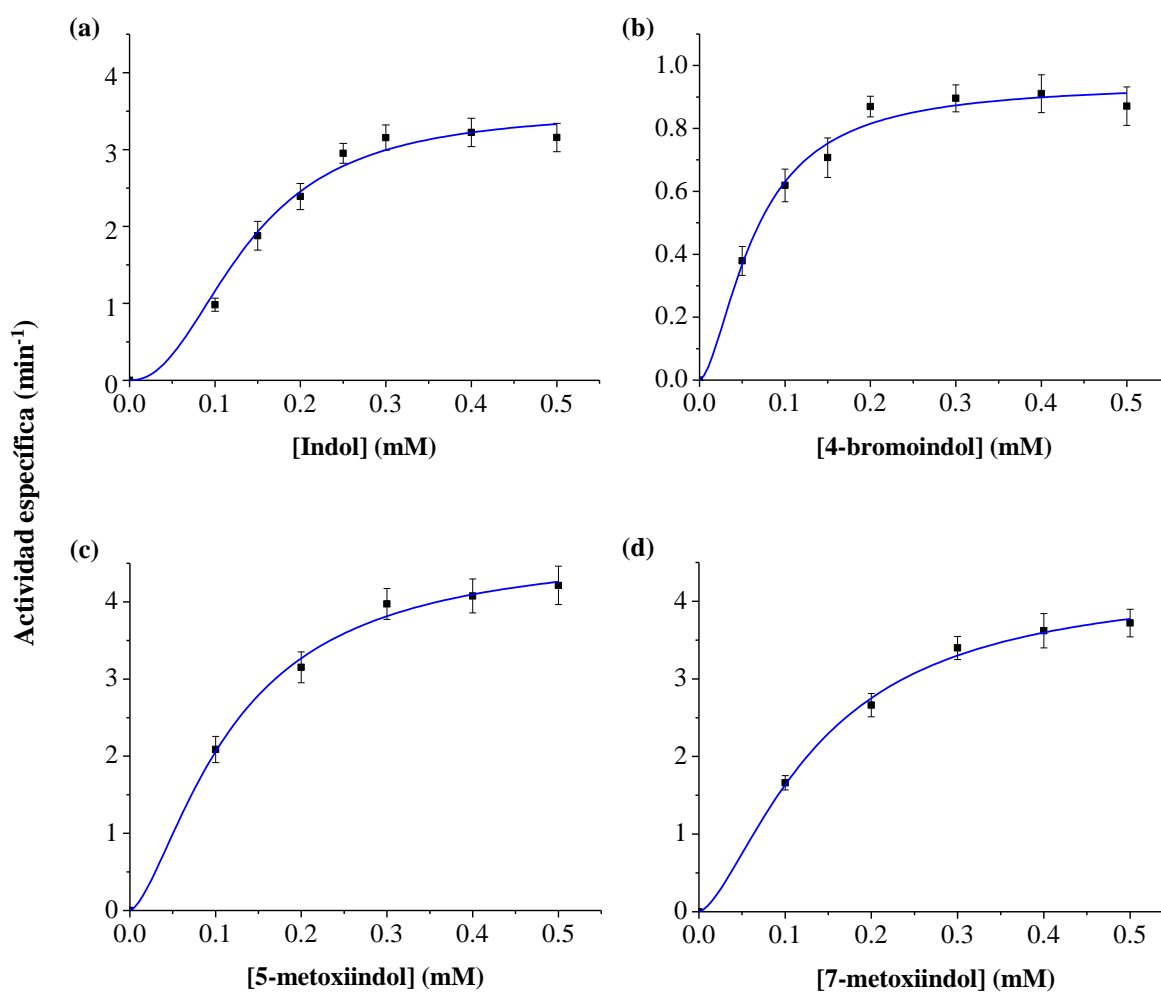 Actividad específica (min-1)
(a)
4
3
2
1
0
0.0 0.1 0.2 0.3 0.4 0.5
[Indol] (mM)
(b)
1.0
0.8
0.6
0.4
0.2
0.0
0.0 0.1 0.2 0.3 0.4 0.5
[4-bromoindol] (mM)
(c)
4
3
2
1
0
0.0 0.1 0.2 0.3 0.4 0.5
[5-metoxiindol] (mM)
(d)
4
3
2
1
0
0.0 0.1 0.2 0.3 0.4 0.5
[7-metoxiindol] (mM)